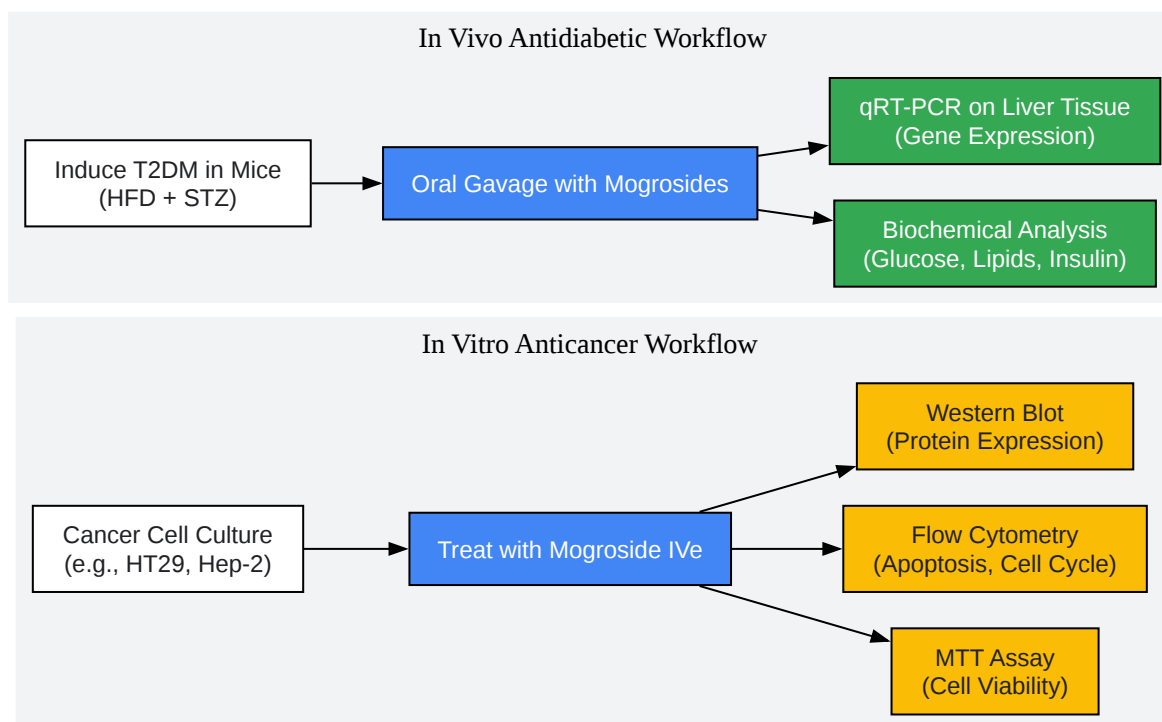 In Vivo Antidiabetic Workflow
Induce T2DM in Mice
(HFD + STZ)
Oral Gavage with Mogrosides
qRT-PCR on Liver Tissue
(Gene Expression)
Biochemical Analysis
(Glucose, Lipids, Insulin)
In Vitro Anticancer Workflow
Cancer Cell Culture
(e.g., HT29, Hep-2)
Treat with Mogroside IVe
Western Blot
(Protein Expression)
Flow Cytometry
(Apoptosis, Cell Cycle)
MTT Assay
(Cell Viability)